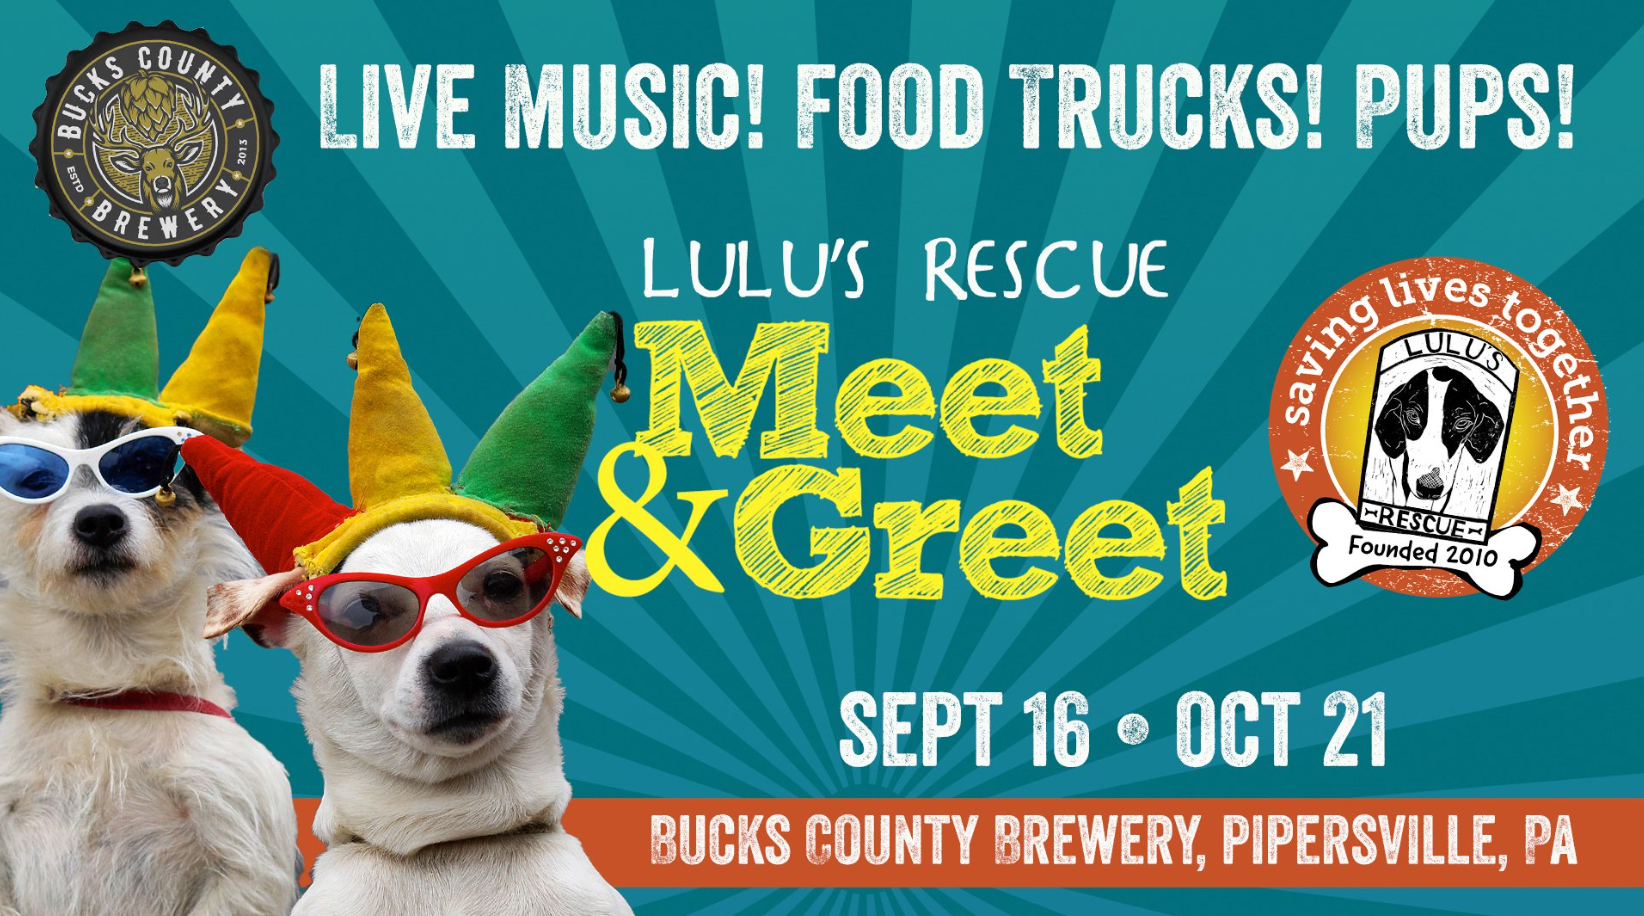 BUCKS COUNTY
BREWERY
ESTD 2013
LIVE MUSIC! FOOD TRUCKS! PUPS!
LULU'S RESCUE
Meet
& Greet
saving lives together
LULU'S
RESCUE
Founded 2010
SEPT 16 • OCT 21
BUCKS COUNTY BREWERY, PIPERSVILLE, PA